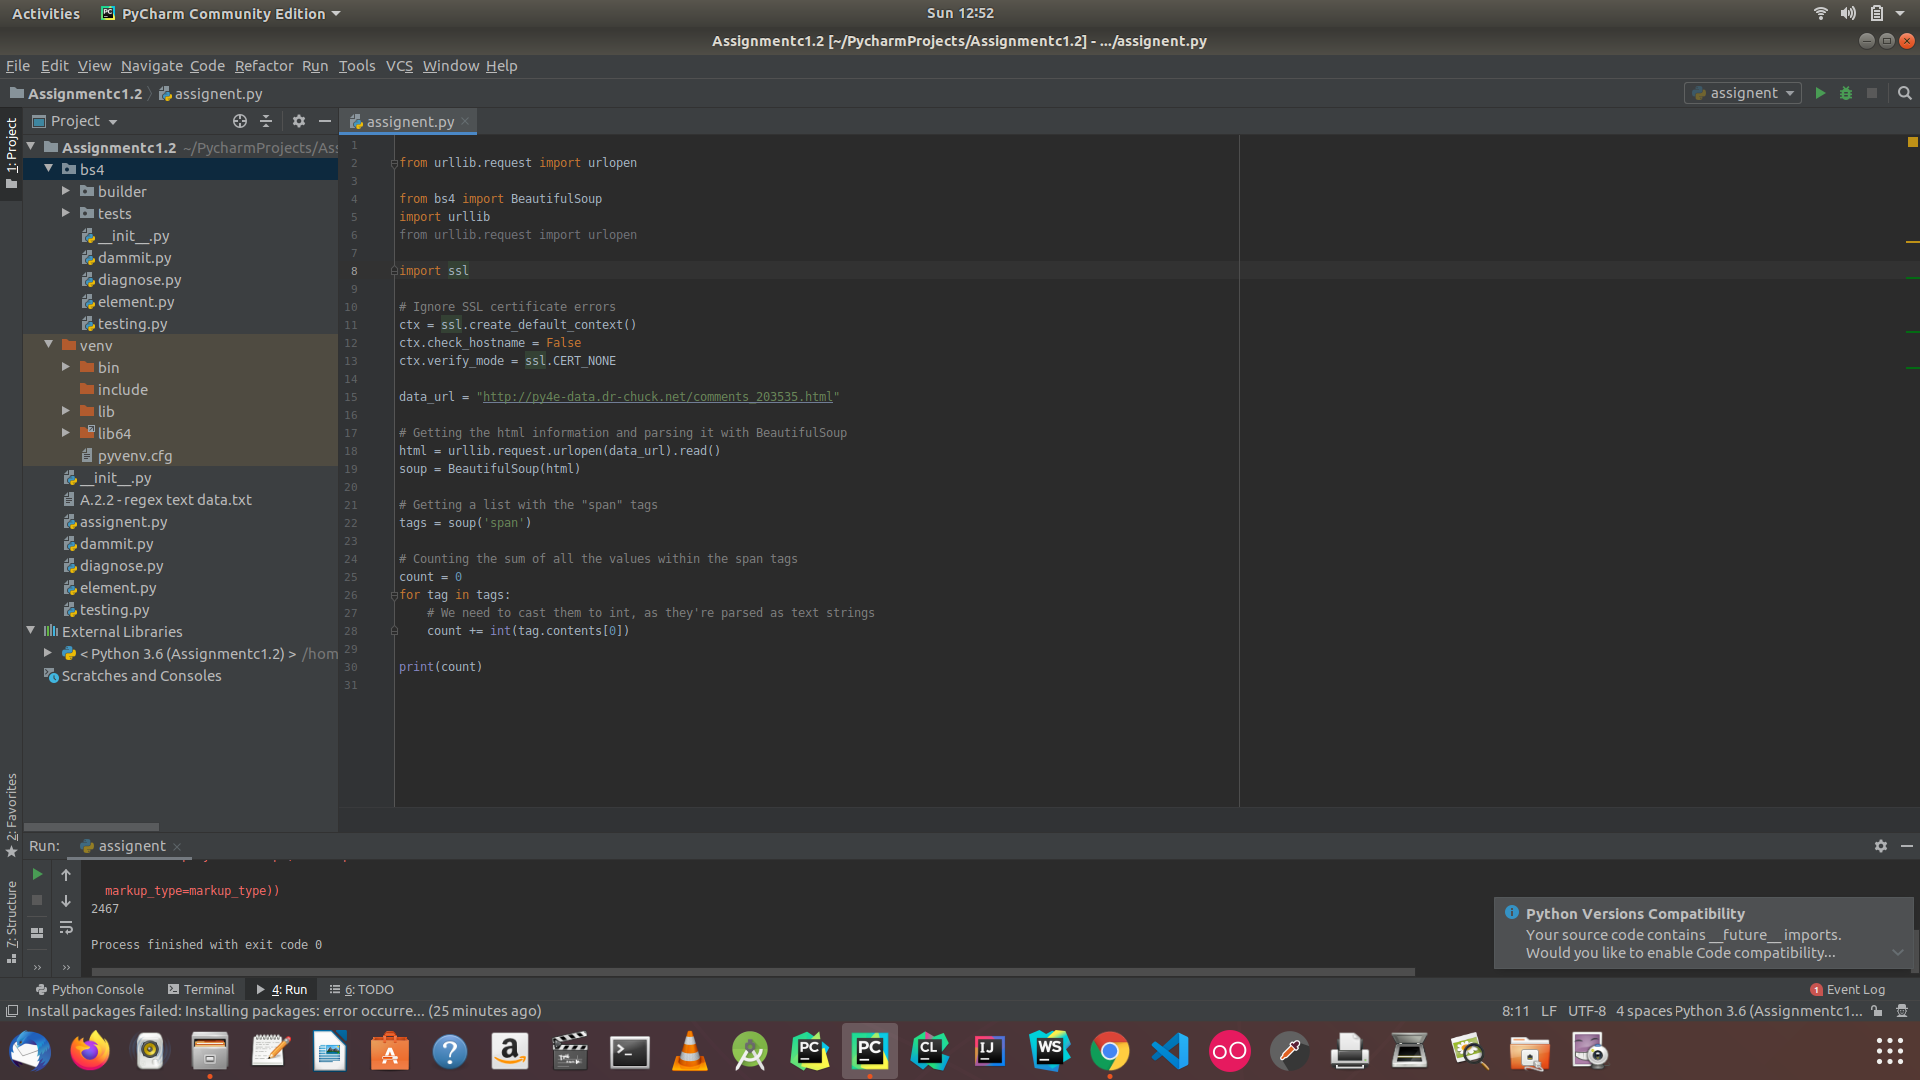 Activities PyCharm Community Edition Sun 12:52
Assignmentc1.2 [~/PycharmProjects/Assignmentc1.2] - .../assignent.py
File Edit View Navigate Code Refactor Run Tools VCS Window Help
Assignmentc1.2 assignent.py assignent
1: Project
Project
Assignmentc1.2 ~/PycharmProjects/As
bs4
builder
tests
__init__.py
dammit.py
diagnose.py
element.py
testing.py
venv
bin
include
lib
lib64
pyvenv.cfg
__init__.py
A.2.2 - regex text data.txt
assignent.py
dammit.py
diagnose.py
element.py
testing.py
External Libraries
< Python 3.6 (Assignmentc1.2) > /hom
Scratches and Consoles
assignent.py
1
2 from urllib.request import urlopen
3
4 from bs4 import BeautifulSoup
5 import urllib
6 from urllib.request import urlopen
7
8 import ssl
9
10 # Ignore SSL certificate errors
11 ctx = ssl.create_default_context()
12 ctx.check_hostname = False
13 ctx.verify_mode = ssl.CERT_NONE
14
15 data_url = "http://py4e-data.dr-chuck.net/comments_203535.html"
16
17 # Getting the html information and parsing it with BeautifulSoup
18 html = urllib.request.urlopen(data_url).read()
19 soup = BeautifulSoup(html)
20
21 # Getting a list with the "span" tags
22 tags = soup('span')
23
24 # Counting the sum of all the values within the span tags
25 count = 0
26 for tag in tags:
27 # We need to cast them to int, as they're parsed as text strings
28 count += int(tag.contents[0])
29
30 print(count)
31
2: Favorites
7: Structure
Run: assignent
markup_type=markup_type))
2467
Process finished with exit code 0
Python Versions Compatibility
Your source code contains __future__ imports.
Would you like to enable Code compatibility...
Python Console Terminal 4: Run 6: TODO 1 Event Log
Install packages failed: Installing packages: error occurre... (25 minutes ago) 8:11 LF UTF-8 4 spaces Python 3.6 (Assignmentc1...
? a >_ PC PC CL IJ WS